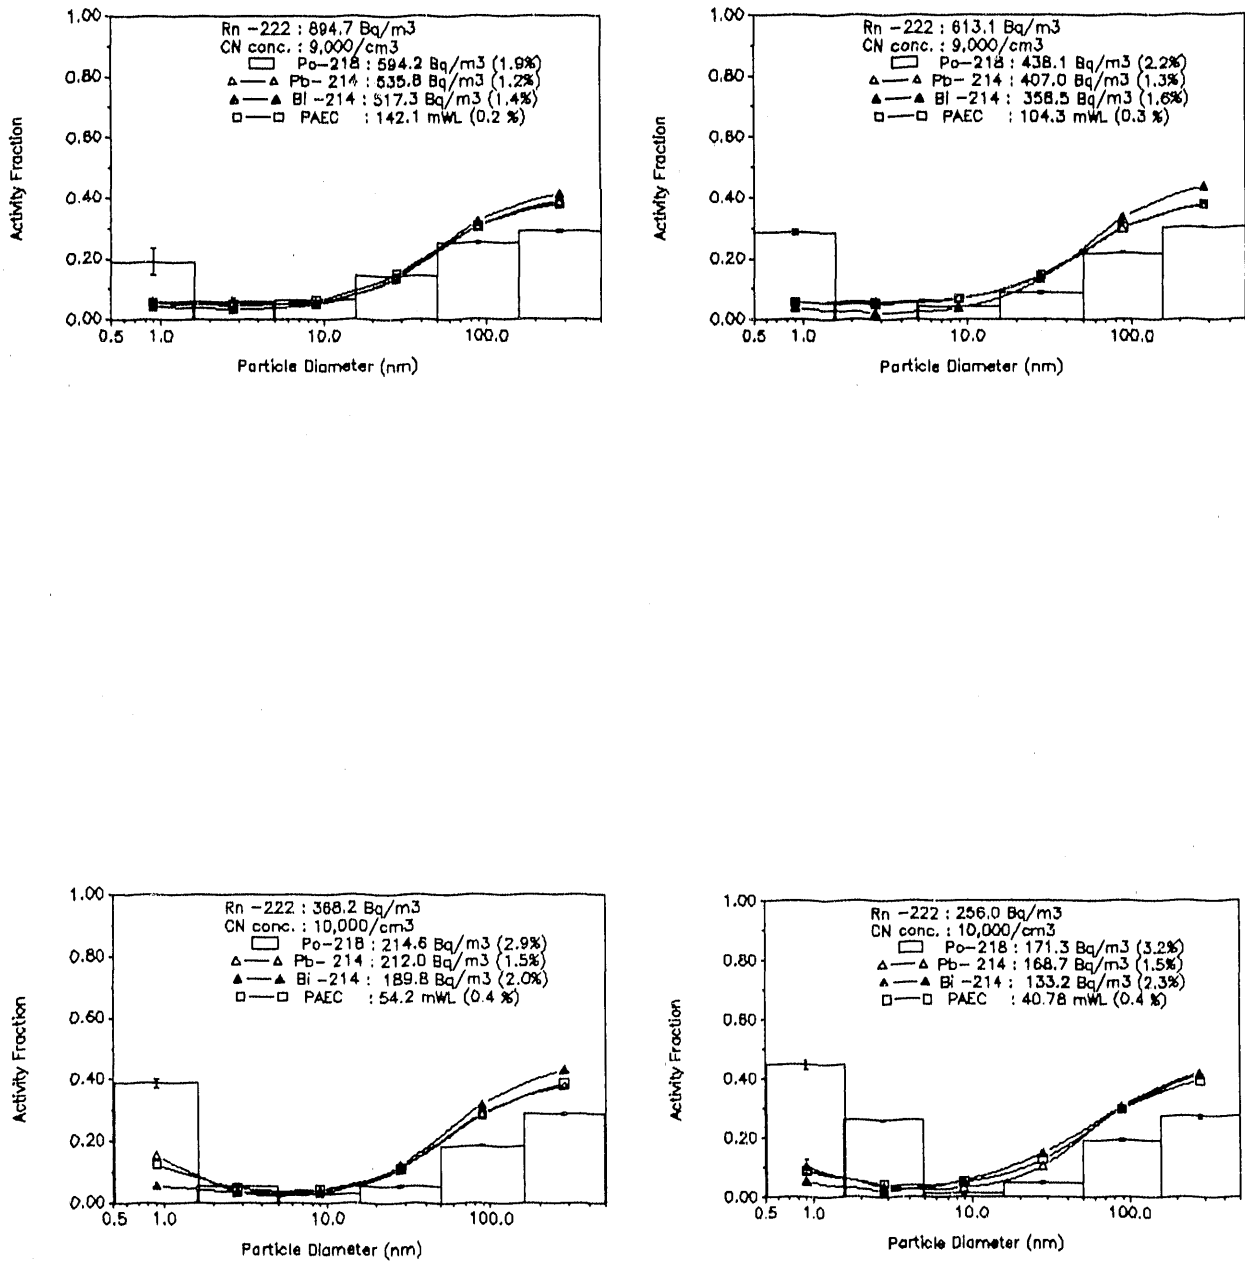 1.00
0.80
0.60
0.40
0.20
0.00
Activity Fraction
Rn -222 : 894.7 Bq/m3
CN conc. : 9,000/cm3
Po-218 : 594.2 Bq/m3 (1.9%)
Pb- 214 : 535.8 Bq/m3 (1.2%)
Bi -214 : 517.3 Bq/m3 (1.4%)
PAEC : 142.1 mWL (0.2 %)
0.5 1.0 10.0 100.0
Particle Diameter (nm)
1.00
0.80
0.60
0.40
0.20
0.00
Activity Fraction
Rn -222 : 613.1 Bq/m3
CN conc. : 9,000/cm3
Po-218 : 438.1 Bq/m3 (2.2%)
Pb- 214 : 407.0 Bq/m3 (1.3%)
Bi -214 : 358.5 Bq/m3 (1.6%)
PAEC : 104.3 mWL (0.3 %)
0.5 1.0 10.0 100.0
Particle Diameter (nm)
1.00
0.80
0.60
0.40
0.20
0.00
Activity Fraction
Rn -222 : 368.2 Bq/m3
CN conc. : 10,000/cm3
Po-218 : 214.6 Bq/m3 (2.9%)
Pb- 214 : 212.0 Bq/m3 (1.5%)
Bi -214 : 189.8 Bq/m3 (2.0%)
PAEC : 54.2 mWL (0.4 %)
0.5 1.0 10.0 100.0
Particle Diameter (nm)
1.00
0.80
0.60
0.40
0.20
0.00
Activity Fraction
Rn -222 : 256.0 Bq/m3
CN conc. : 10,000/cm3
Po-218 : 171.3 Bq/m3 (3.2%)
Pb- 214 : 168.7 Bq/m3 (1.5%)
Bi -214 : 133.2 Bq/m3 (2.3%)
PAEC : 40.78 mWL (0.4 %)
0.5 1.0 10.0 100.0
Particle Diameter (nm)